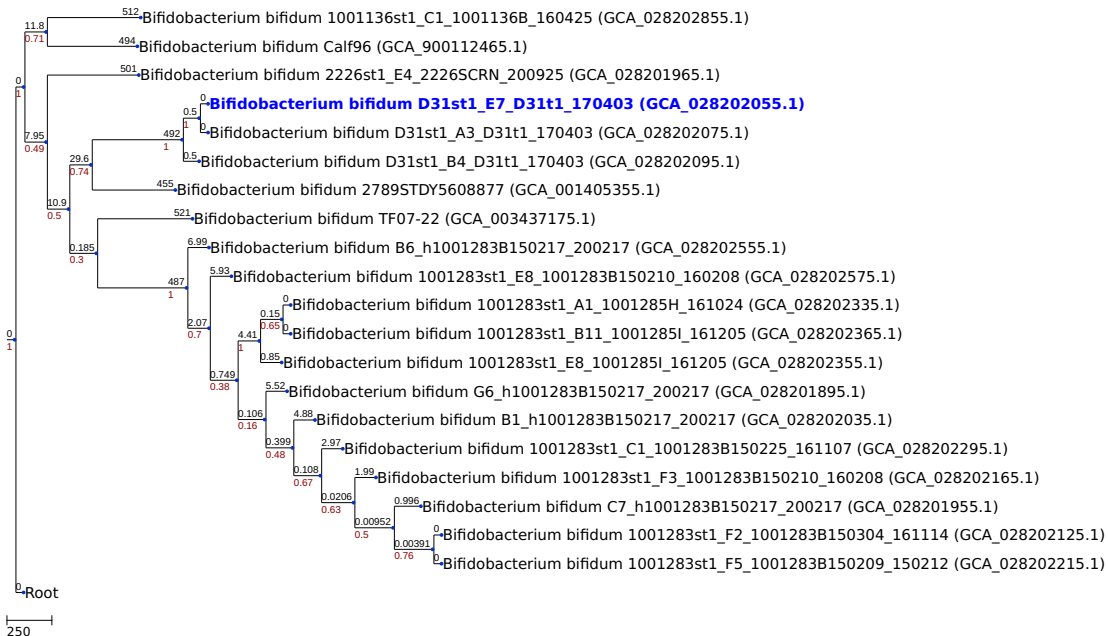 512 Bifidobacterium bifidum 1001136st1_C1_1001136B_160425 (GCA_028202855.1)
11.8
0.71
494 Bifidobacterium bifidum Calf96 (GCA_900112465.1)
501 Bifidobacterium bifidum 2226st1_E4_2226SCRN_200925 (GCA_028201965.1)
0
1
0 Bifidobacterium bifidum D31st1_E7_D31t1_170403 (GCA_028202055.1)
0.5
1
0 Bifidobacterium bifidum D31st1_A3_D31t1_170403 (GCA_028202075.1)
7.95
0.49
492
1
0.5 Bifidobacterium bifidum D31st1_B4_D31t1_170403 (GCA_028202095.1)
29.6
0.74
455 Bifidobacterium bifidum 2789STDY5608877 (GCA_001405355.1)
10.9
0.5
521 Bifidobacterium bifidum TF07-22 (GCA_003437175.1)
0.185
0.3
6.99 Bifidobacterium bifidum B6_h1001283B150217_200217 (GCA_028202555.1)
5.93 Bifidobacterium bifidum 1001283st1_E8_1001283B150210_160208 (GCA_028202575.1)
487
1
0 Bifidobacterium bifidum 1001283st1_A1_1001285H_161024 (GCA_028202335.1)
0.15
0.65
2.07
0.7
0 Bifidobacterium bifidum 1001283st1_B11_1001285I_161205 (GCA_028202365.1)
0
1
4.41
1
0.85 Bifidobacterium bifidum 1001283st1_E8_1001285I_161205 (GCA_028202355.1)
0.749
0.38
5.52 Bifidobacterium bifidum G6_h1001283B150217_200217 (GCA_028201895.1)
0.106
0.16
4.88 Bifidobacterium bifidum B1_h1001283B150217_200217 (GCA_028202035.1)
0.399
0.48
2.97 Bifidobacterium bifidum 1001283st1_C1_1001283B150225_161107 (GCA_028202295.1)
0.108
0.67
1.99 Bifidobacterium bifidum 1001283st1_F3_1001283B150210_160208 (GCA_028202165.1)
0.0206
0.63
0.996 Bifidobacterium bifidum C7_h1001283B150217_200217 (GCA_028201955.1)
0.00952
0.5
0 Bifidobacterium bifidum 1001283st1_F2_1001283B150304_161114 (GCA_028202125.1)
0.00391
0.76
0 Bifidobacterium bifidum 1001283st1_F5_1001283B150209_150212 (GCA_028202215.1)
0 Root
250